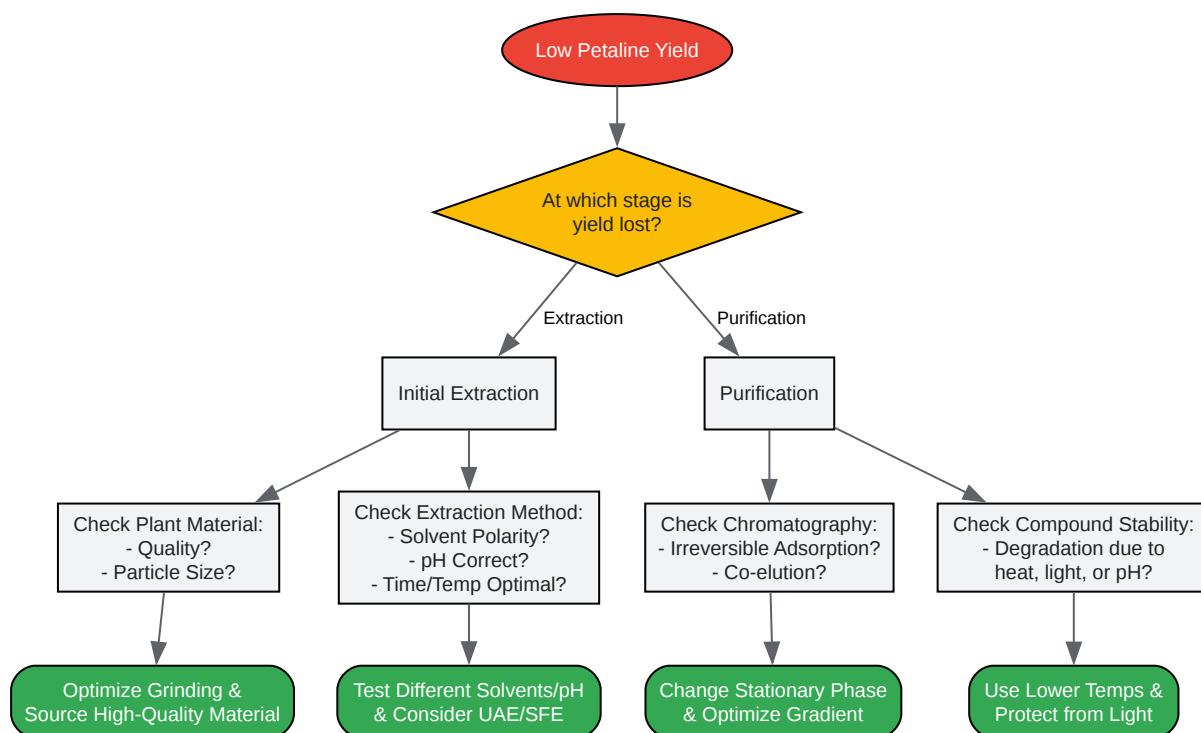 Low Petaline Yield
At which stage is
yield lost?
Extraction
Purification
Initial Extraction
Purification
Check Plant Material:
- Quality?
- Particle Size?
Check Extraction Method:
- Solvent Polarity?
- pH Correct?
- Time/Temp Optimal?
Check Chromatography:
- Irreversible Adsorption?
- Co-elution?
Check Compound Stability:
- Degradation due to
heat, light, or pH?
Optimize Grinding &
Source High-Quality Material
Test Different Solvents/pH
& Consider UAE/SFE
Change Stationary Phase
& Optimize Gradient
Use Lower Temps &
Protect from Light